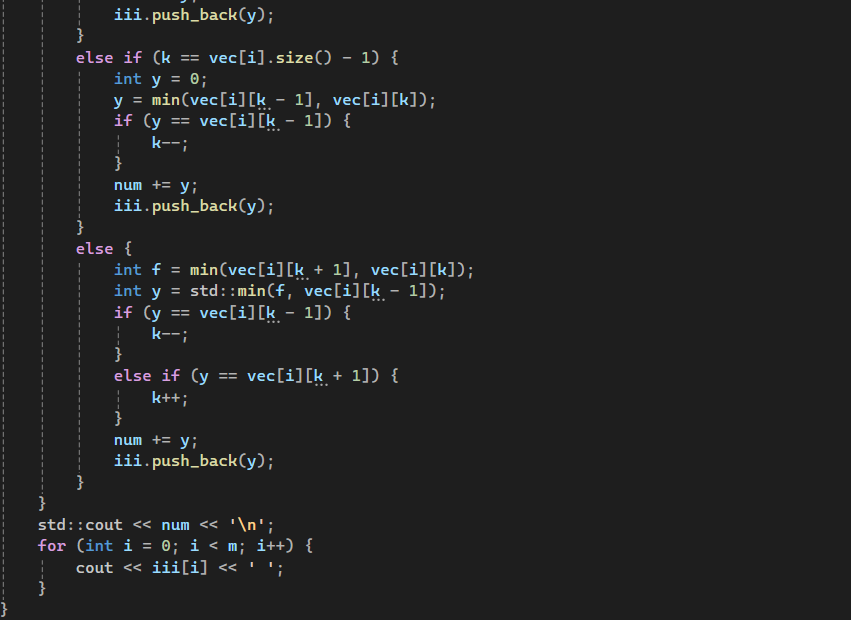 iii.push_back(y);
}
else if (k == vec[i].size() - 1) {
int y = 0;
y = min(vec[i][k - 1], vec[i][k]);
if (y == vec[i][k - 1]) {
k--;
}
num += y;
iii.push_back(y);
}
else {
int f = min(vec[i][k + 1], vec[i][k]);
int y = std::min(f, vec[i][k - 1]);
if (y == vec[i][k - 1]) {
k--;
}
else if (y == vec[i][k + 1]) {
k++;
}
num += y;
iii.push_back(y);
}
}
std::cout << num << '\n';
for (int i = 0; i < m; i++) {
cout << iii[i] << ' ';
}
}